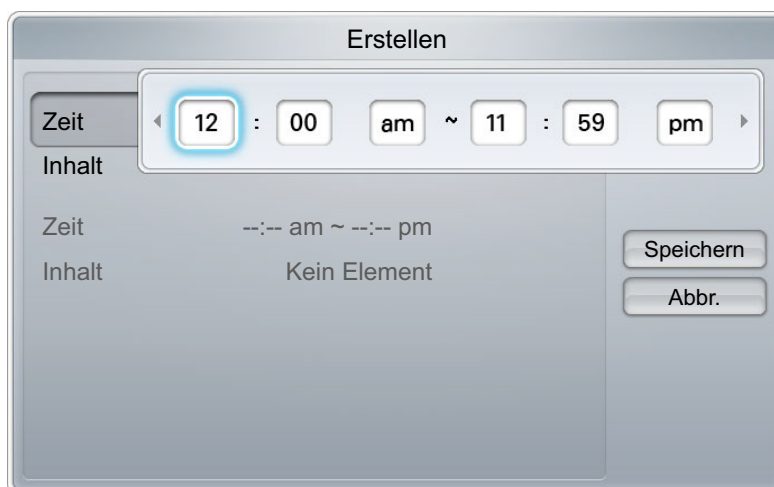 Erstellen
Zeit 12 : 00 am ~ 11 : 59 pm
Inhalt
Zeit --:-- am ~ --:-- pm
Inhalt Kein Element
Speichern
Abbr.